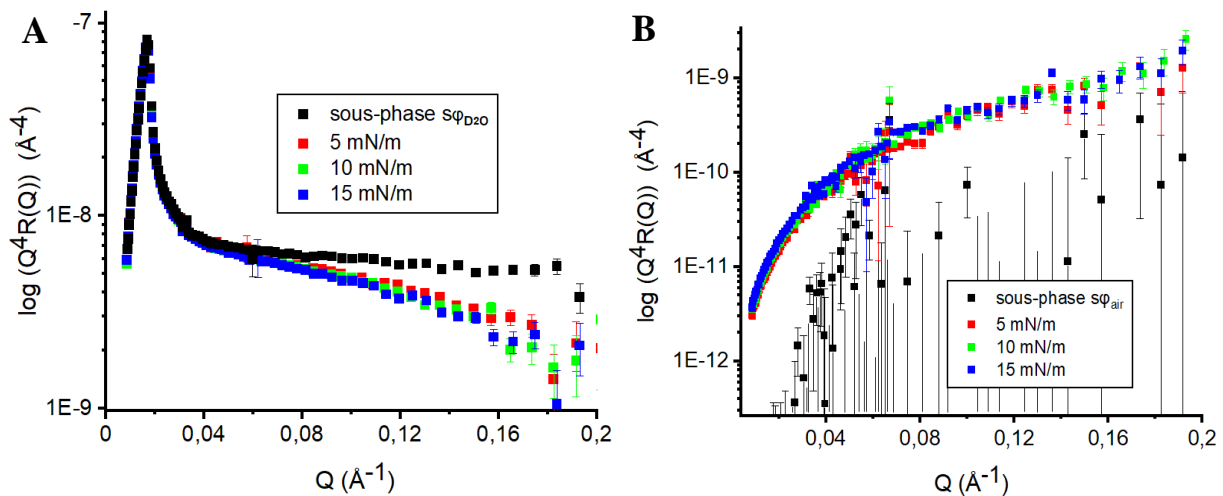 A
log (Q⁴R(Q)) (Å⁻⁴)
-7
1E-8
1E-9
sous-phase sφD2O
5 mN/m
10 mN/m
15 mN/m
0 0,04 0,08 0,12 0,16 0,2
Q (Å⁻¹)
B
log (Q⁴R(Q)) (Å⁻⁴)
1E-9
1E-10
1E-11
1E-12
sous-phase sφair
5 mN/m
10 mN/m
15 mN/m
0,04 0,08 0,12 0,16 0,2
Q (Å⁻¹)